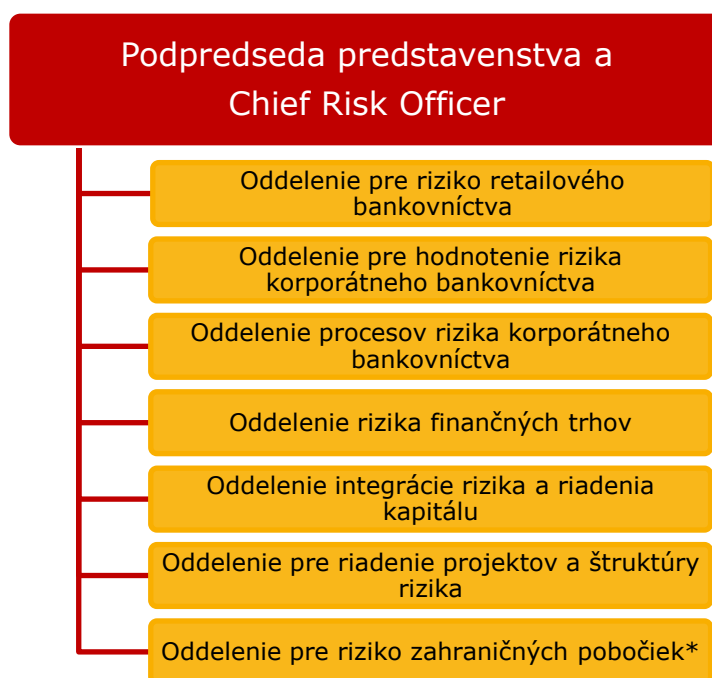 Podpredseda predstavenstva a
Chief Risk Officer
Oddelenie pre riziko retailového
bankovníctva
Oddelenie pre hodnotenie rizika
korporátneho bankovníctva
Oddelenie procesov rizika korporátneho
bankovníctva
Oddelenie rizika finančných trhov
Oddelenie integrácie rizika a riadenia
kapitálu
Oddelenie pre riadenie projektov a štruktúry
rizika
Oddelenie pre riziko zahraničných pobočiek*